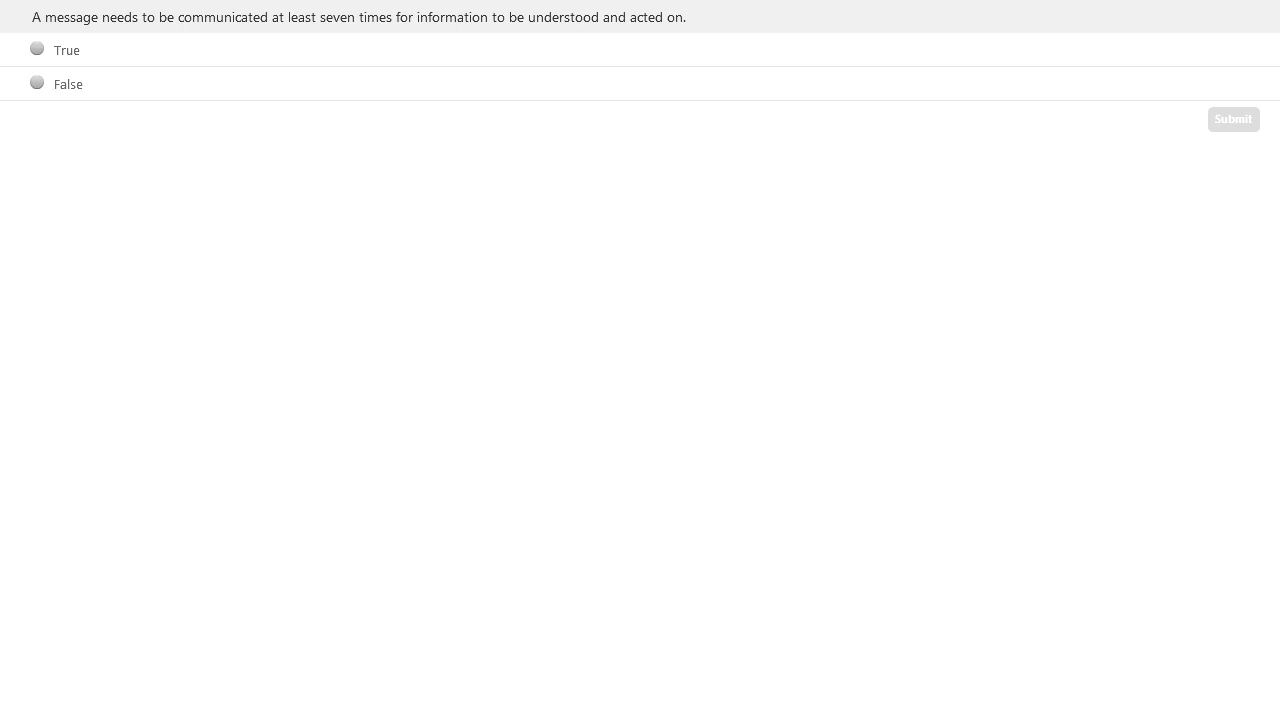 A message needs to be communicated at least seven times for information to be understood and acted on.
True
False
Submit